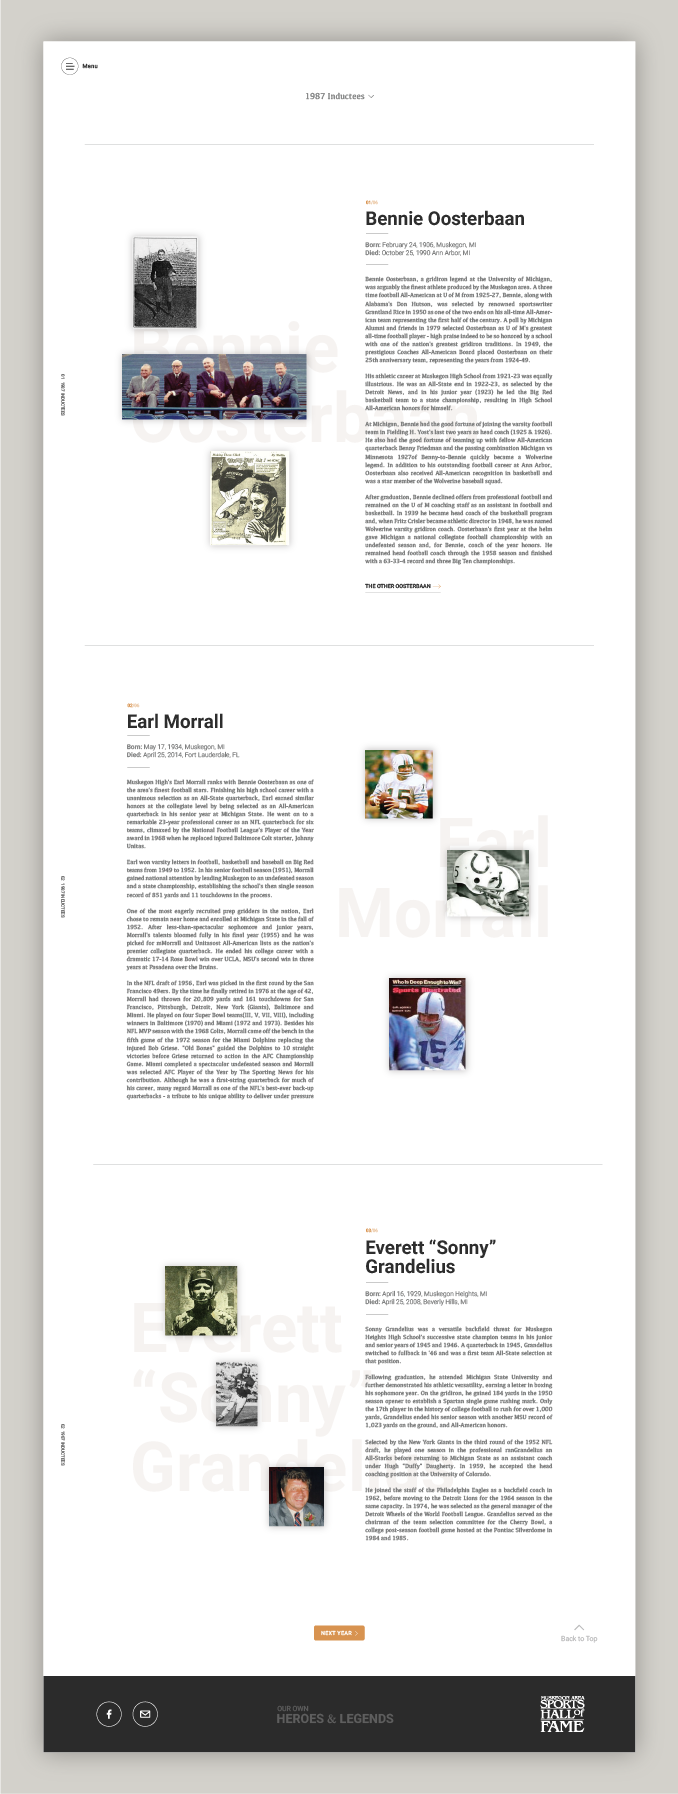 Menu
1987 Inductees
01/
Bennie Oosterbaan
Born: February 24, 1906, Muskegon, MI
Died: October 25, 1990 Ann Arbor, MI
Bennie Oosterbaan, a gridiron legend at the University of Michigan,
was arguably the finest athlete produced by the Muskegon area. A three
time football All-American at U of M from 1925-27, Bennie, along with
Alabama's Don Hutson, was renowned sportswriter
Grantland Rice in 1950 as one of the two ends on his all-time All-Amer-
ican team representing the first half of the century. A poll by Michigan
Alumni and friends in 1979 selected Oosterbaan as U of M's greatest
all-time football player - high praise indeed to be so honored by a school
with one of the nation's greatest gridiron traditions. In 1949, the
prestigious Coaches All-American Board placed Oosterbaan on their
25th anniversary team, representing the years from 1924-49.
His athletic career at Muskegon High School from 1921-23 was equally
illustrious. He was an All-State end in 1922-23, as selected by the
Detroit News, and in his junior year (1923) he led the Big Red
basketball team to a state championship, resulting in High School
All-American honors for himself.
At Michigan, Bennie had the good fortune of joining the varsity football
team in Fielding H. Yost's last two years as head coach (1925 & 1926).
He also had the good fortune of teaming up with fellow All-American
quarterback Benny Friedman and the passing combination Michigan vs
Minnesota 1927of Benny-to-Bennie quickly became a Wolverine
legend. In addition to his outstanding football career at Ann Arbor,
Oosterbaan also received All-American recognition in basketball and
was a star member of the Wolverine baseball squad.
After graduation, Bennie declined offers from professional football and
remained on the U of M coaching staff as an assistant in football and
basketball. In 1939 he became head coach of the basketball program
and, when Fritz Crisler became athletic director in 1948, he was named
Wolverine varsity gridiron coach. Oosterbaan's first year at the helm
gave Michigan a national collegiate football championship with an
undefeated season and, for Bennie, coach of the year honors. He
remained head football coach through the 1958 season and finished
with a 63-33-4 record and three Big Ten championships.
THE OTHER OOSTERBAAN
Bennie
Oosterbaan
01 1987 INDUCTEES
02/
Earl Morrall
Born: May 17, 1934, Muskegon, MI
Died: April 25, 2014, Fort Lauderdale, FL
Muskegon High's Earl Morrall ranks with Bennie Oosterbaan as one of
the area's finest football stars. Finishing his high school career with a
unanimous selection as an All-State quarterback, Earl earned similar
honors at the collegiate level by being selected as an All-American
quarterback in his senior year at Michigan State. He went on to a
remarkable 23-year professional career as an NFL quarterback for six
teams, climaxed by the National Football League's Player of the Year
award in 1968 when he replaced injured Baltimore Colt starter, Johnny
Unitas.
Earl won varsity letters in football, basketball and baseball on Big Red
teams from 1949 to 1952. In his senior football season (1951), Morrall
gained national attention by leading Muskegon to an undefeated season
and a state championship, establishing the school's then single season
record of 851 yards and 11 touchdowns in the process.
One of the most eagerly recruited prep gridders in the nation, Earl
chose to remain near home and enrolled at Michigan State in the fall of
1952. After less-than-spectacular sophomore and junior years,
Morrall's talents bloomed fully in his final year (1955) and he was
picked for mMorrall and Unitasost All-American lists as the nation's
premier collegiate quarterback. He ended his college career with a
dramatic 17-14 Rose Bowl win over UCLA, MSU's second win in three
years at Pasadena over the Bruins.
In the NFL draft of 1956, Earl was picked in the first round by the San
Francisco 49ers. By the time he finally retired in 1976 at the age of 42,
Morrall had thrown for 20,809 yards and 161 touchdowns for San
Francisco, Pittsburgh, Detroit, New York (Giants), Baltimore and
Miami. He played on four Super Bowl teams(III, V, VII, VIII), including
winners in Baltimore (1970) and Miami (1972 and 1973). Besides his
NFL MVP season with the 1968 Colts, Morrall came off the bench in the
fifth game of the 1972 season for the Miami Dolphins replacing the
injured Bob Griese. "Old Bones" guided the Dolphins to 10 straight
victories before Griese returned to action in the AFC Championship
Game. Miami completed a spectacular undefeated season and Morrall
was selected AFC Player of the Year by The Sporting News for his
contribution. Although he was a first-string quarterback for much of
his career, many regard Morrall as one of the NFL's best-ever back-up
quarterbacks - a tribute to his unique ability to deliver under pressure
Earl
Morrall
15
Who Is Deep Enough to Win?
Sports Illustrated
15
02 1987 INDUCTEES
03/
Everett “Sonny”
Grandelius
Born: April 16, 1929, Muskegon Heights, MI
Died: April 25, 2008, Beverly Hills, MI
Sonny Grandelius was a versatile backfield threat for Muskegon
Heights High School's successive state champion teams in his junior
and senior years of 1945 and 1946. A quarterback in 1945, Grandelius
switched to fullback in '46 and was a first team All-State selection at
that position.
Following graduation, he attended Michigan State University and
further demonstrated his athletic versatility, earning a letter in boxing
his sophomore year. On the gridiron, he gained 184 yards in the 1950
season opener to establish a Spartan single game rushing mark. Only
the 17th player in the history of college football to rush for over 1,000
yards, Grandelius ended his senior season with another MSU record of
1,023 yards on the ground, and All-American honors.
Selected by the New York Giants in the third round of the 1952 NFL
draft, he played one season in the professional ranGrandelius an
All-Starks before returning to Michigan State as an assistant coach
under Hugh "Duffy" Daugherty. In 1959, he accepted the head
coaching position at the University of Colorado.
He joined the staff of the Philadelphia Eagles as a backfield coach in
1962, before moving to the Detroit Lions for the 1964 season in the
same capacity. In 1974, he was selected as the general manager of the
Detroit Wheels of the World Football League. Grandelius served as the
chairman of the team selection committee for the Cherry Bowl, a
college post-season football game hosted at the Pontiac Silverdome in
1984 and 1985.
Everett
“Sonny”
Grandelius
02 1987 INDUCTEES
NEXT YEAR
Back to Top
OUR OWN
HEROES & LEGENDS
MUSKEGON AREA
SPORTS
HALL of
FAME